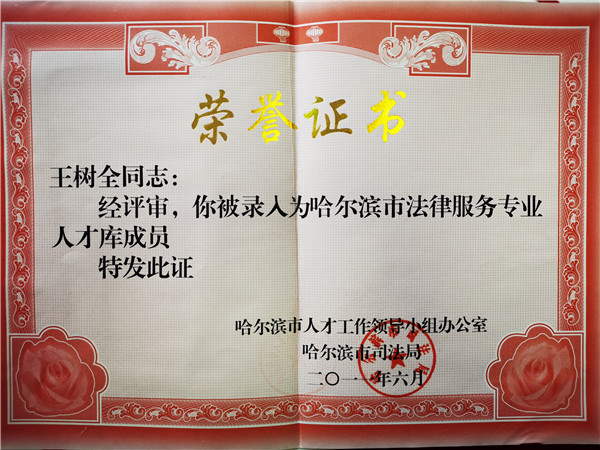 荣誉证书
王树全同志：
经评审，你被录入为哈尔滨市法律服务专业
人才库成员
特发此证
哈尔滨市人才工作领导小组办公室
哈尔滨市司法局
二〇一一年六月